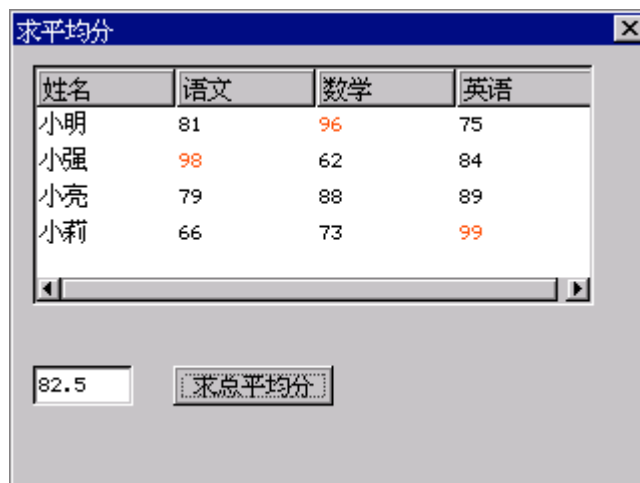 求平均分
姓名 语文 数学 英语
小明 81 96 75
小强 98 62 84
小亮 79 88 89
小莉 66 73 99
82.5 求点平均分